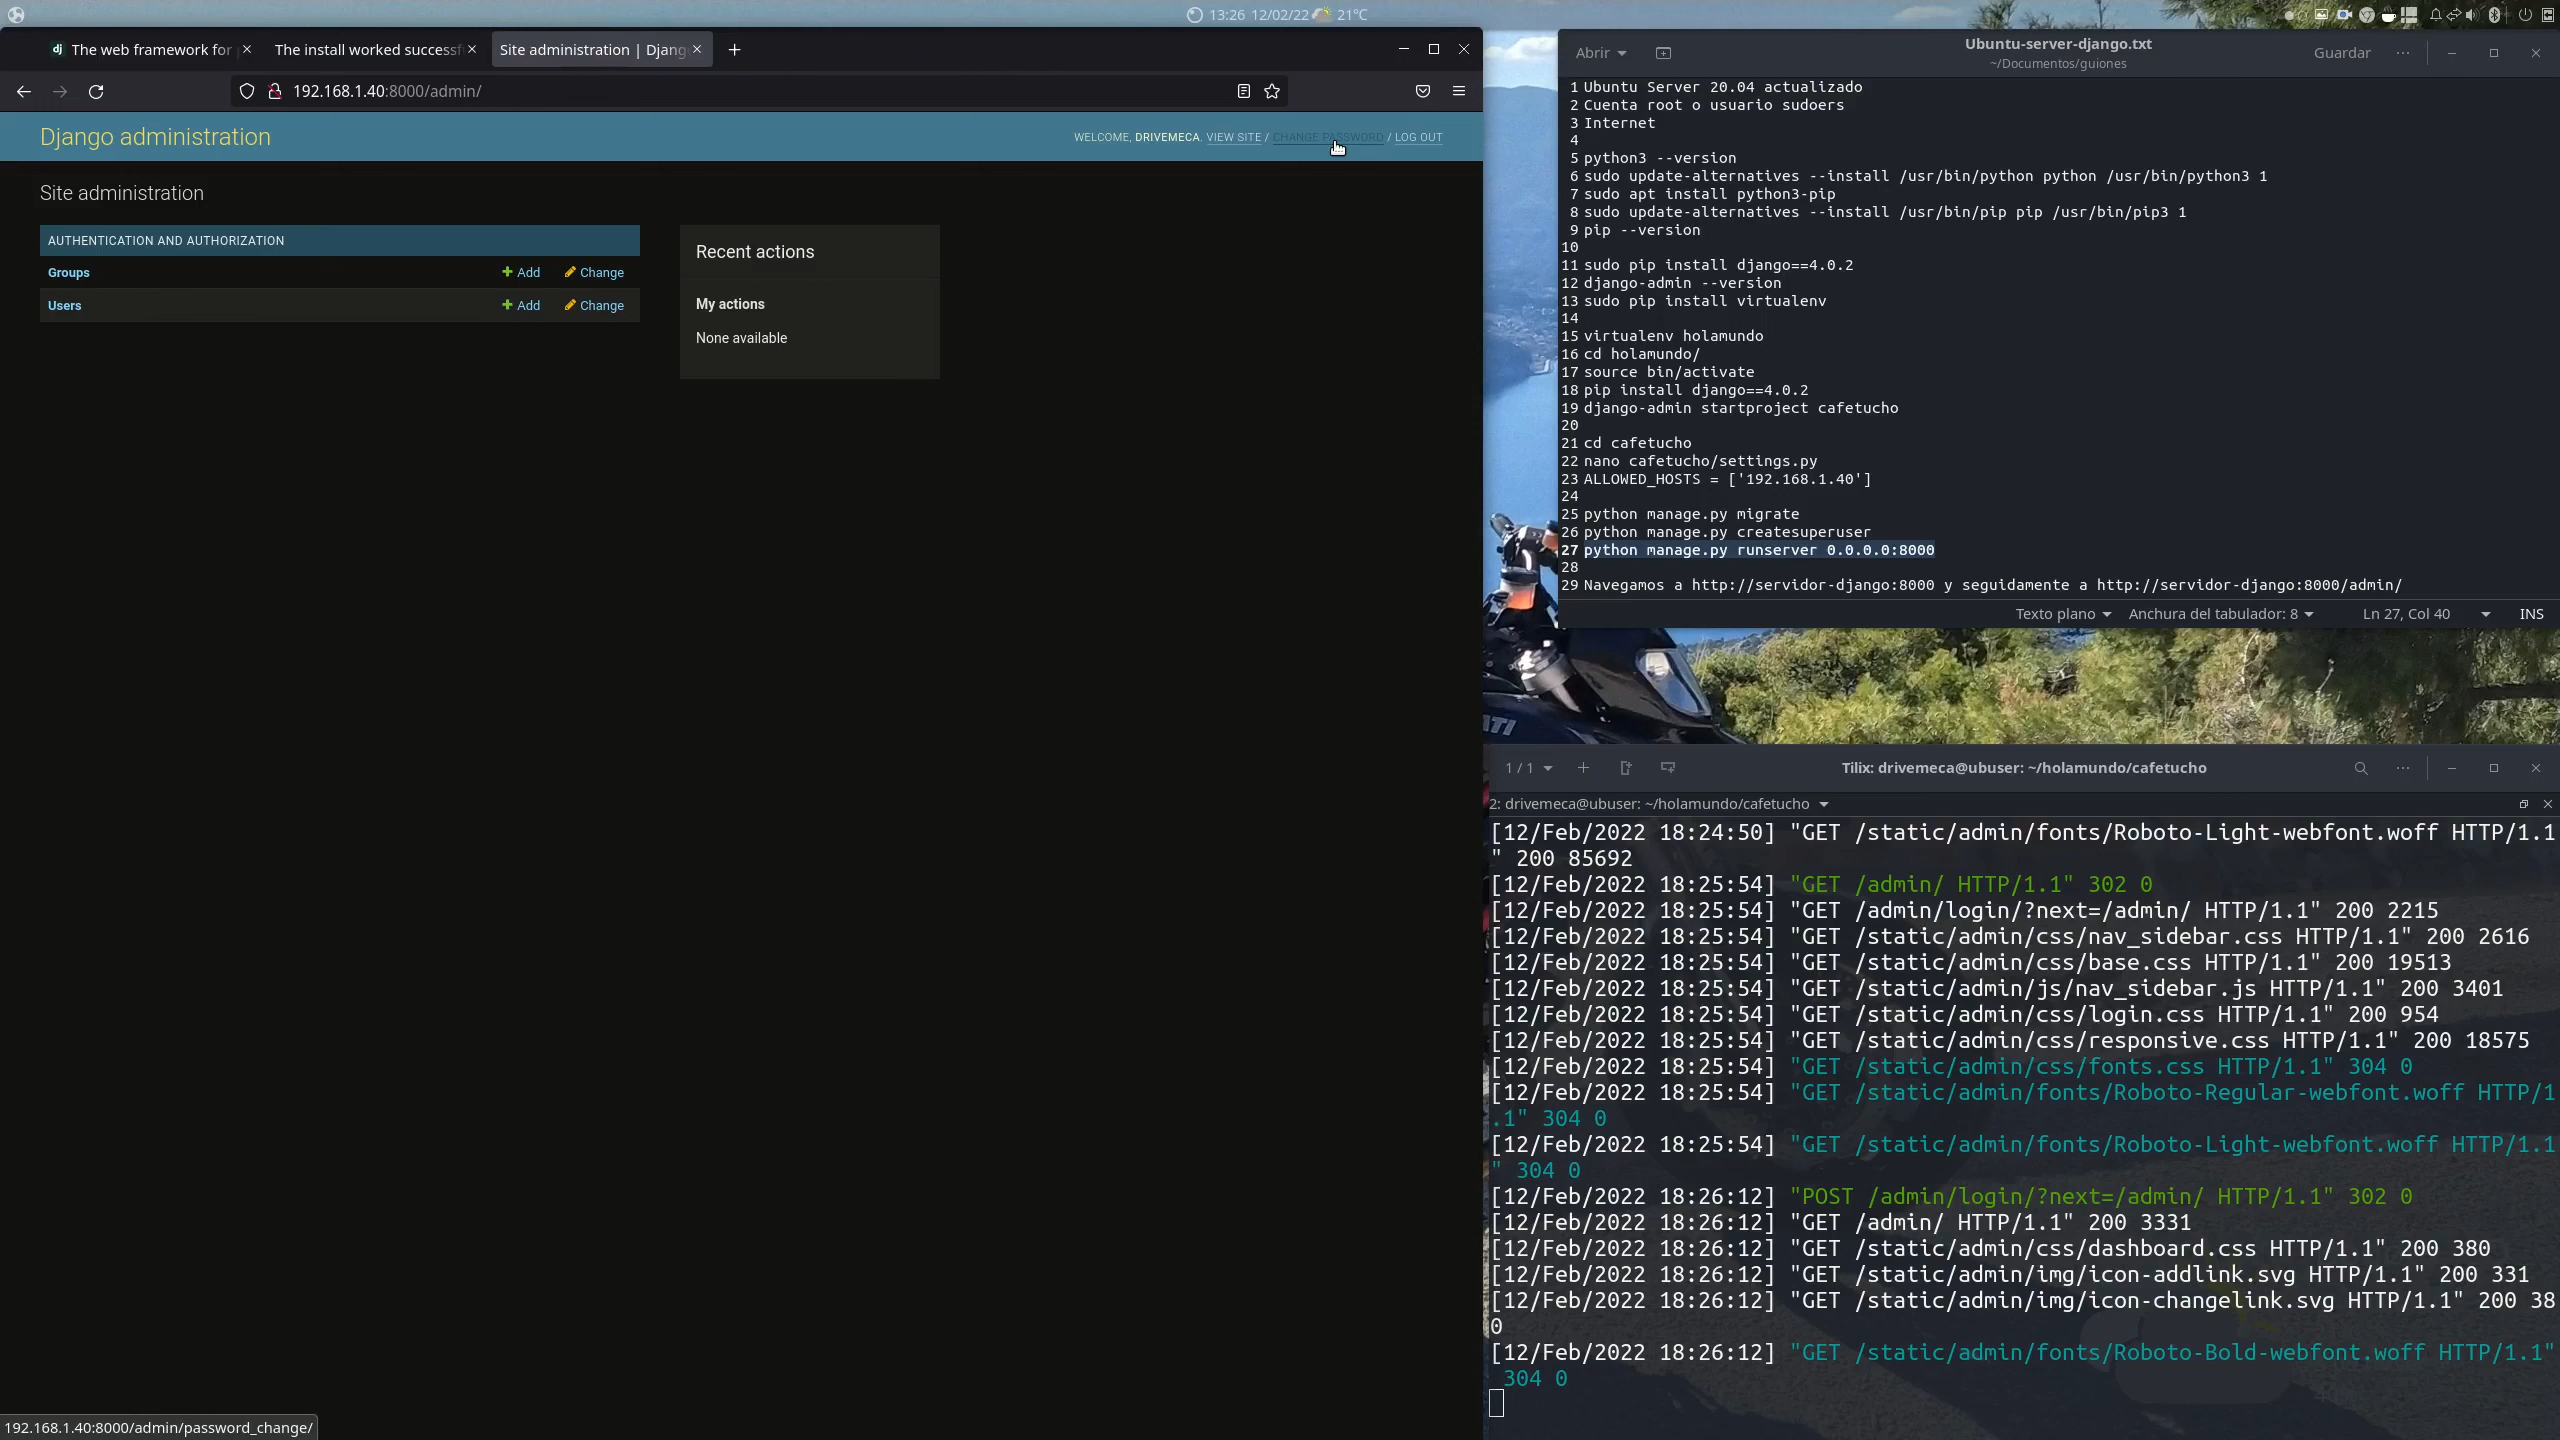 13:26 12/02/22 21°C
The web framework for
The install worked successf
Site administration | Djang
192.168.1.40:8000/admin/
Django administration
WELCOME, DRIVEMECA. VIEW SITE / CHANGE PASSWORD / LOG OUT
Site administration
AUTHENTICATION AND AUTHORIZATION
Groups Add Change
Users Add Change
Recent actions
My actions
None available
192.168.1.40:8000/admin/password_change/
Abrir
Ubuntu-server-django.txt
~/Documentos/guiones
Guardar
1 Ubuntu Server 20.04 actualizado
2 Cuenta root o usuario sudoers
3 Internet
4
5 python3 --version
6 sudo update-alternatives --install /usr/bin/python python /usr/bin/python3 1
7 sudo apt install python3-pip
8 sudo update-alternatives --install /usr/bin/pip pip /usr/bin/pip3 1
9 pip --version
10
11 sudo pip install django==4.0.2
12 django-admin --version
13 sudo pip install virtualenv
14
15 virtualenv holamundo
16 cd holamundo/
17 source bin/activate
18 pip install django==4.0.2
19 django-admin startproject cafetucho
20
21 cd cafetucho
22 nano cafetucho/settings.py
23 ALLOWED_HOSTS = ['192.168.1.40']
24
25 python manage.py migrate
26 python manage.py createsuperuser
27 python manage.py runserver 0.0.0.0:8000
28
29 Navegamos a http://servidor-django:8000 y seguidamente a http://servidor-django:8000/admin/
Texto plano Anchura del tabulador: 8 Ln 27, Col 40 INS
1 / 1
Tilix: drivemeca@ubuser: ~/holamundo/cafetucho
2: drivemeca@ubuser: ~/holamundo/cafetucho
[12/Feb/2022 18:24:50] "GET /static/admin/fonts/Roboto-Light-webfont.woff HTTP/1.1
" 200 85692
[12/Feb/2022 18:25:54] "GET /admin/ HTTP/1.1" 302 0
[12/Feb/2022 18:25:54] "GET /admin/login/?next=/admin/ HTTP/1.1" 200 2215
[12/Feb/2022 18:25:54] "GET /static/admin/css/nav_sidebar.css HTTP/1.1" 200 2616
[12/Feb/2022 18:25:54] "GET /static/admin/css/base.css HTTP/1.1" 200 19513
[12/Feb/2022 18:25:54] "GET /static/admin/js/nav_sidebar.js HTTP/1.1" 200 3401
[12/Feb/2022 18:25:54] "GET /static/admin/css/login.css HTTP/1.1" 200 954
[12/Feb/2022 18:25:54] "GET /static/admin/css/responsive.css HTTP/1.1" 200 18575
[12/Feb/2022 18:25:54] "GET /static/admin/css/fonts.css HTTP/1.1" 304 0
[12/Feb/2022 18:25:54] "GET /static/admin/fonts/Roboto-Regular-webfont.woff HTTP/1
.1" 304 0
[12/Feb/2022 18:25:54] "GET /static/admin/fonts/Roboto-Light-webfont.woff HTTP/1.1
" 304 0
[12/Feb/2022 18:26:12] "POST /admin/login/?next=/admin/ HTTP/1.1" 302 0
[12/Feb/2022 18:26:12] "GET /admin/ HTTP/1.1" 200 3331
[12/Feb/2022 18:26:12] "GET /static/admin/css/dashboard.css HTTP/1.1" 200 380
[12/Feb/2022 18:26:12] "GET /static/admin/img/icon-addlink.svg HTTP/1.1" 200 331
[12/Feb/2022 18:26:12] "GET /static/admin/img/icon-changelink.svg HTTP/1.1" 200 38
0
[12/Feb/2022 18:26:12] "GET /static/admin/fonts/Roboto-Bold-webfont.woff HTTP/1.1"
304 0